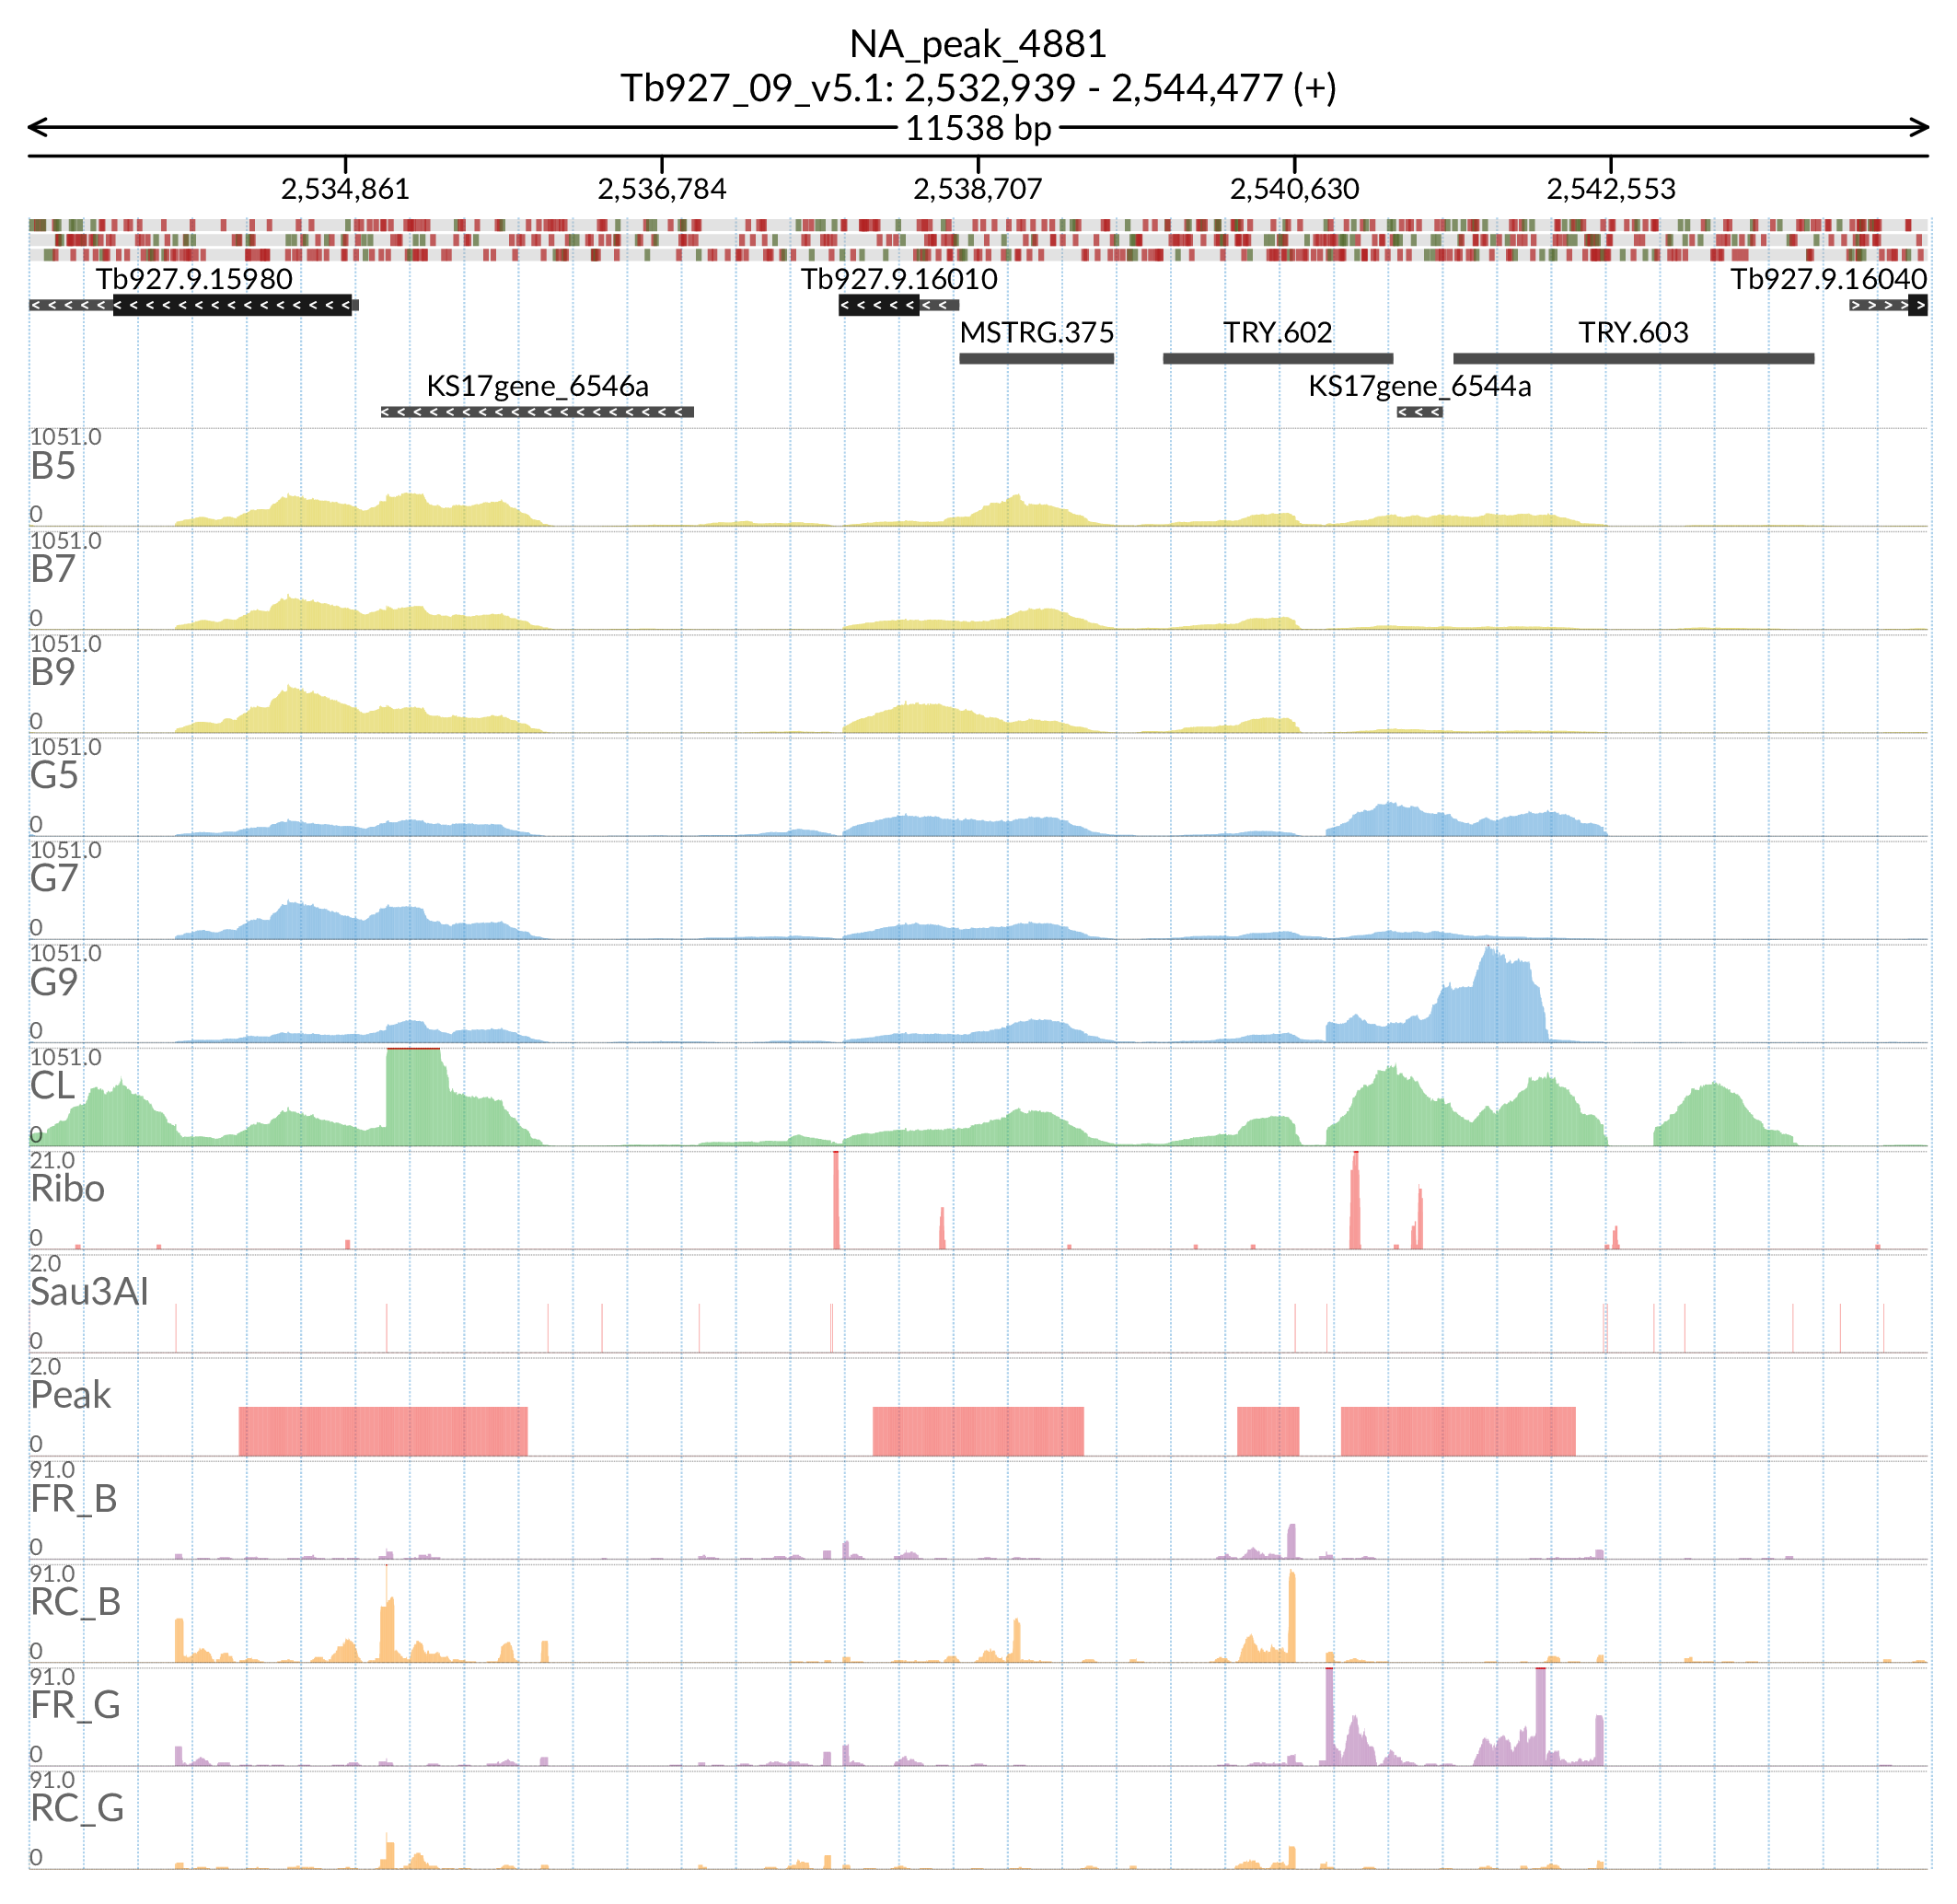 NA_peak_4881
Tb927_09_v5.1: 2,532,939 - 2,544,477 (+)
11538 bp
2,534,861 2,536,784 2,538,707 2,540,630 2,542,553
Tb927.9.15980 Tb927.9.16010 Tb927.9.16040
MSTRG.375 TRY.602 TRY.603
KS17gene_6546a KS17gene_6544a
1051.0
B5
0
1051.0
B7
0
1051.0
B9
0
1051.0
G5
0
1051.0
G7
0
1051.0
G9
0
1051.0
CL
0
21.0
Ribo
0
2.0
Sau3AI
0
2.0
Peak
0
91.0
FR_B
0
91.0
RC_B
0
91.0
FR_G
0
91.0
RC_G
0